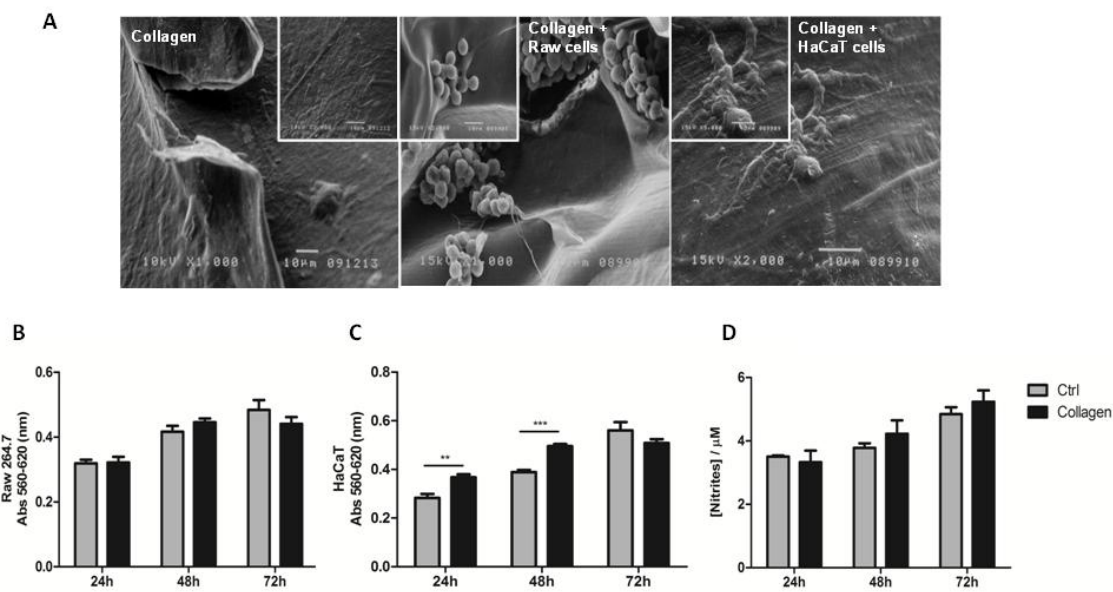 A
Collagen
Collagen +
Raw cells
Collagen +
HaCaT cells
10kV X1,000 10µm 091213
15kV X1,000
15kV X2,000 10µm 089910
B
Raw 264.7
Abs 560-620 (nm)
0.6
0.4
0.2
0.0
24h
48h
72h
C
HaCaT
Abs 560-620 (nm)
0.8
0.6
0.4
0.2
0.0
**
***
24h
48h
72h
D
[Nitrites] / µM
6
4
2
0
24h
48h
72h
Ctrl
Collagen